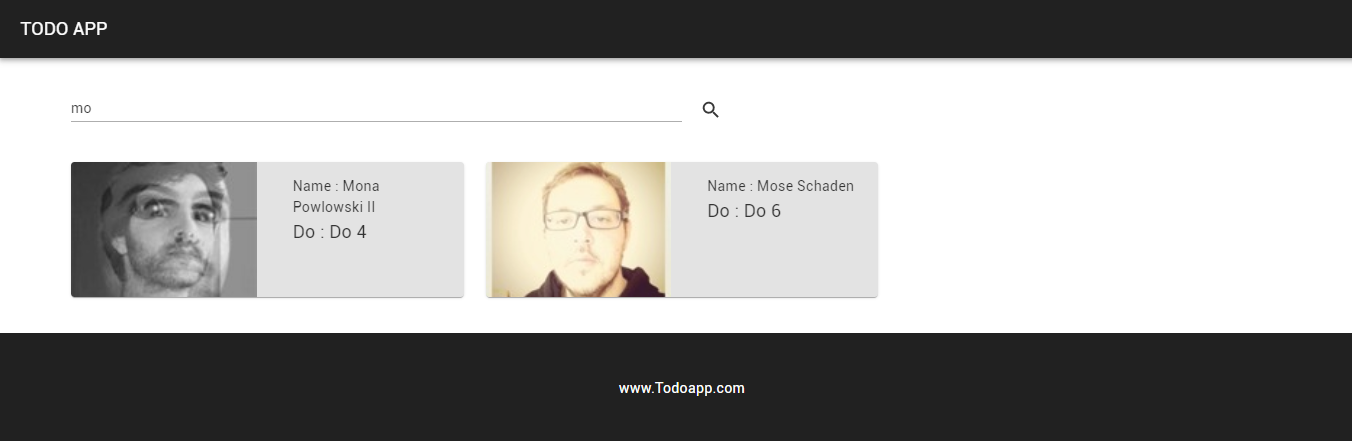 TODO APP
mo
Name : Mona
Powlowski II
Do : Do 4
Name : Mose Schaden
Do : Do 6
www.Todoapp.com